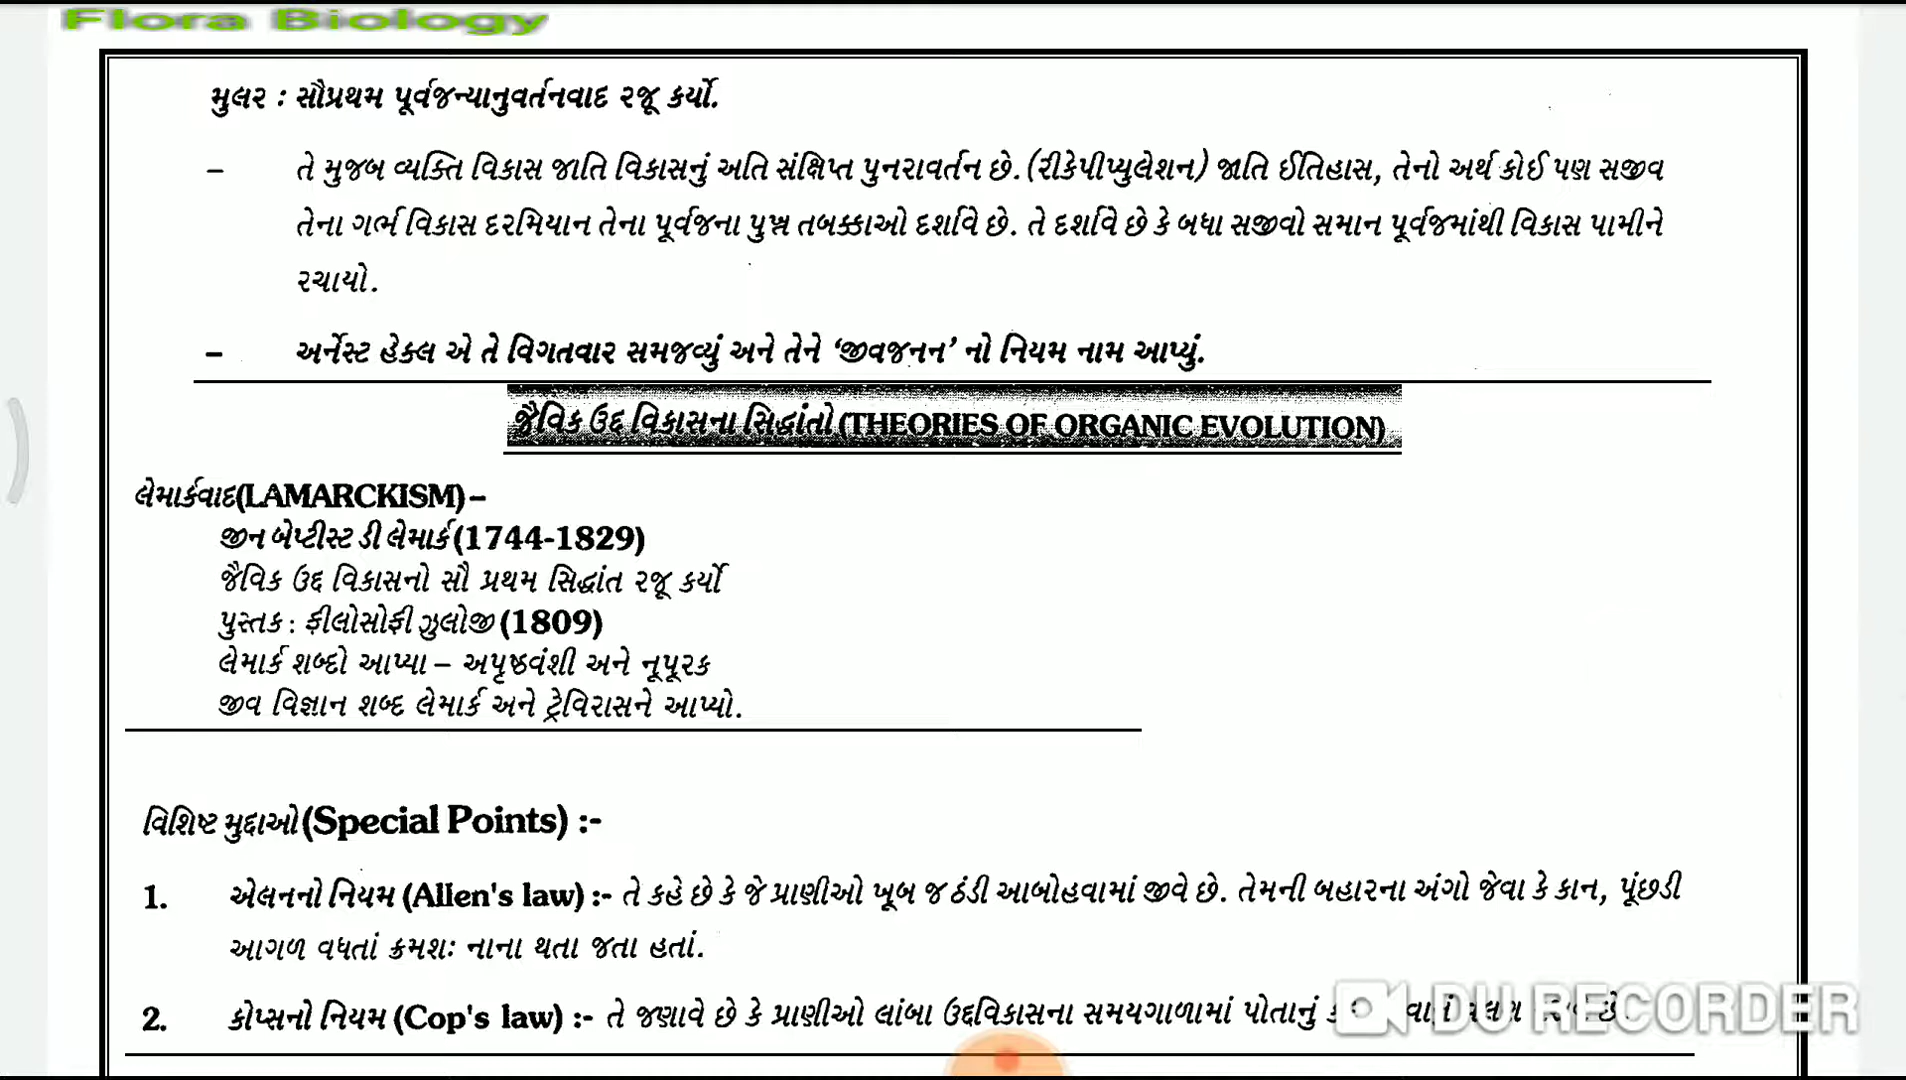 Flora Biology
મુલર : સૌપ્રથમ પૂર્વજન્યાનુવર્તનવાદ રજૂ કર્યો.
– તે મુજબ વ્યક્તિ વિકાસ જાતિ વિકાસનું અતિ સંક્ષિપ્ત પુનરાવર્તન છે.(રીકેપીપ્યુલેશન) જાતિ ઈતિહાસ, તેનો અર્થ કોઈ પણ સજીવ
તેના ગર્ભ વિકાસ દરમિયાન તેના પૂર્વજના પુખ્ત તબક્કાઓ દર્શાવે છે. તે દર્શાવે છે કે બધા સજીવો સમાન પૂર્વજમાંથી વિકાસ પામીને
રચાયો.
– અર્નેસ્ટ હેકલ એ તે વિગતવાર સમજવ્યું અને તેને ‘જીવજનન’ નો નિયમ નામ આપ્યું.
જૈવિક ઉદ્દ વિકાસના સિદ્ધાંતો(THEORIES OF ORGANIC EVOLUTION)
લેમાર્કવાદ(LAMARCKISM) –
જીન બેપ્ટીસ્ટ ડી લેમાર્ક(1744-1829)
જૈવિક ઉદ્દ વિકાસનો સૌ પ્રથમ સિદ્ધાંત રજૂ કર્યો
પુસ્તક : ફીલોસોફી ઝુલોજી (1809)
લેમાર્ક શબ્દો આપ્યા – અપૃષ્ઠવંશી અને નૂપૂરક
જીવ વિજ્ઞાન શબ્દ લેમાર્ક અને ટ્રેવિરાસને આપ્યો.
વિશિષ્ટ મુદ્દાઓ(Special Points) :-
1. એલનનો નિયમ (Allen's law) :- તે કહે છે કે જે પ્રાણીઓ ખૂબ જ ઠંડી આબોહવામાં જીવે છે. તેમની બહારના અંગો જેવા કે કાન, પૂંછડી
આગળ વધતાં ક્રમશઃ નાના થતા જતા હતાં.
2. કોપ્સનો નિયમ (Cop's law) :- તે જણાવે છે કે પ્રાણીઓ લાંબા ઉદ્દવિકાસના સમયગાળામાં પોતાનું છે
DU RECORDER